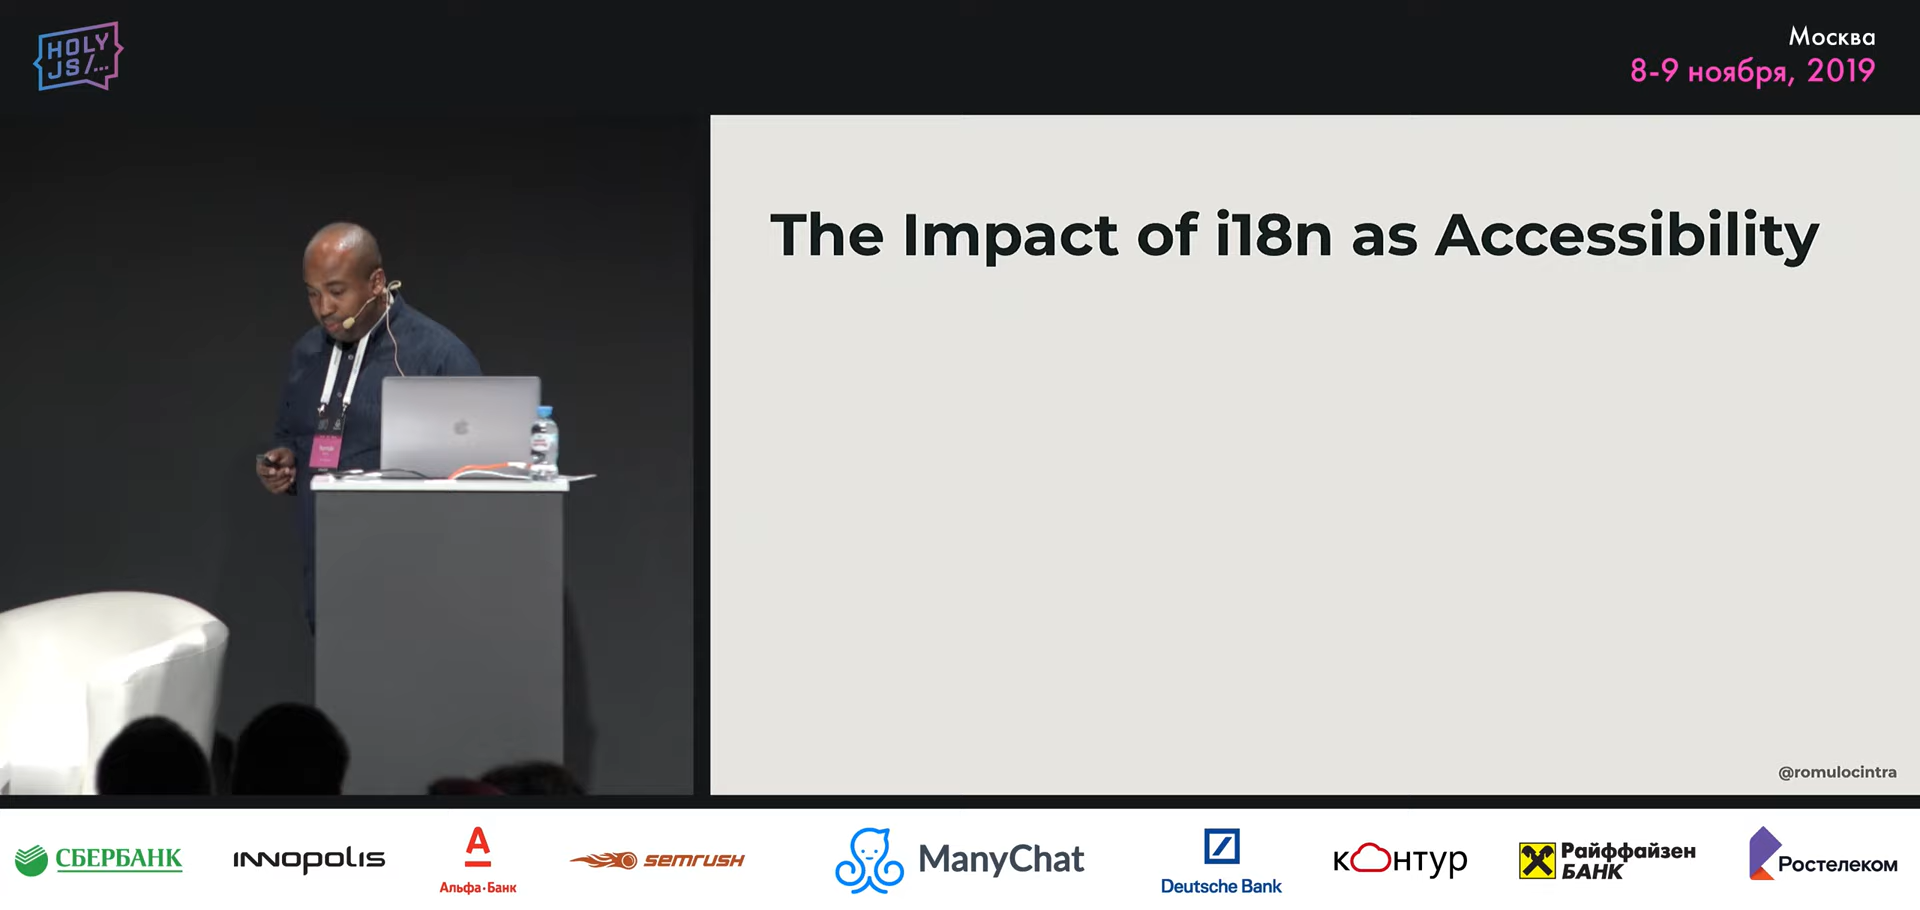 HOLY
JS/...
Москва
8-9 ноября, 2019
The Impact of i18n as Accessibility
@romulocintra
СБЕРБАНК
INNOPOLIS
Альфа·Банк
semrush
ManyChat
Deutsche Bank
кOнтур
Райффайзен
БАНК
Ростелеком